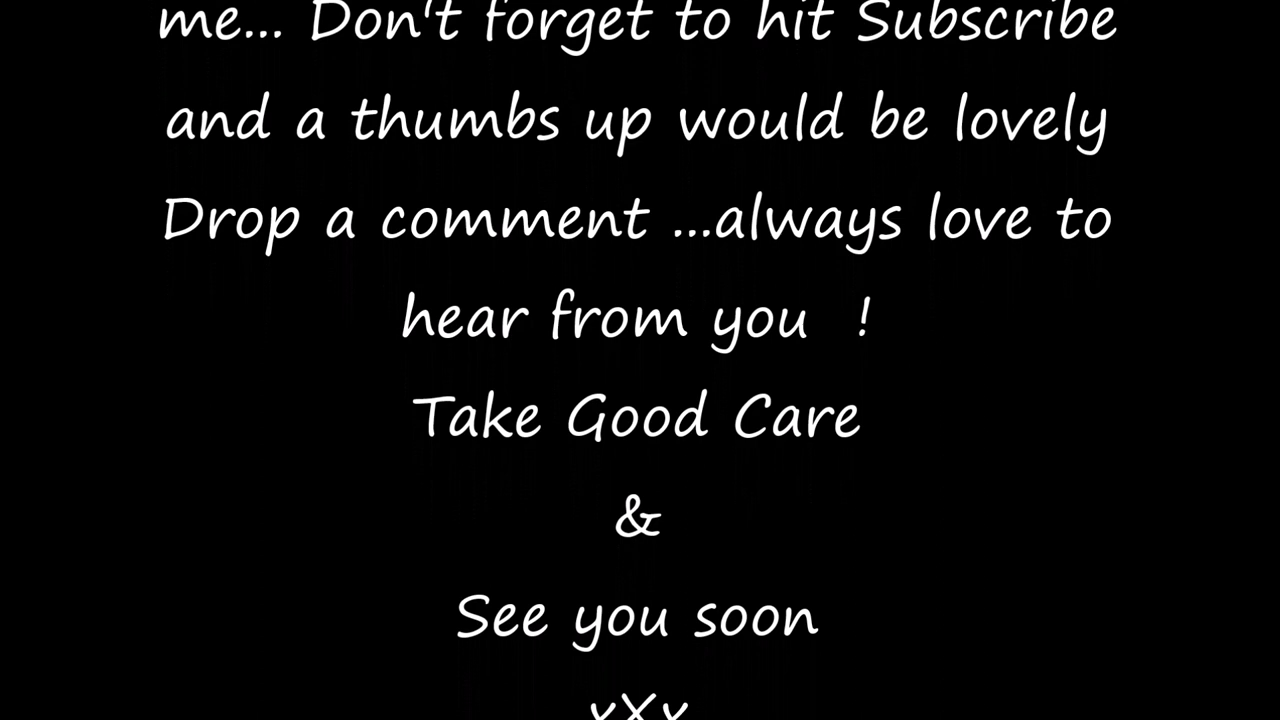 me... Don't forget to hit Subscribe
and a thumbs up would be lovely
Drop a comment ...always love to
hear from you  !
Take Good Care
&
See you soon
xXx